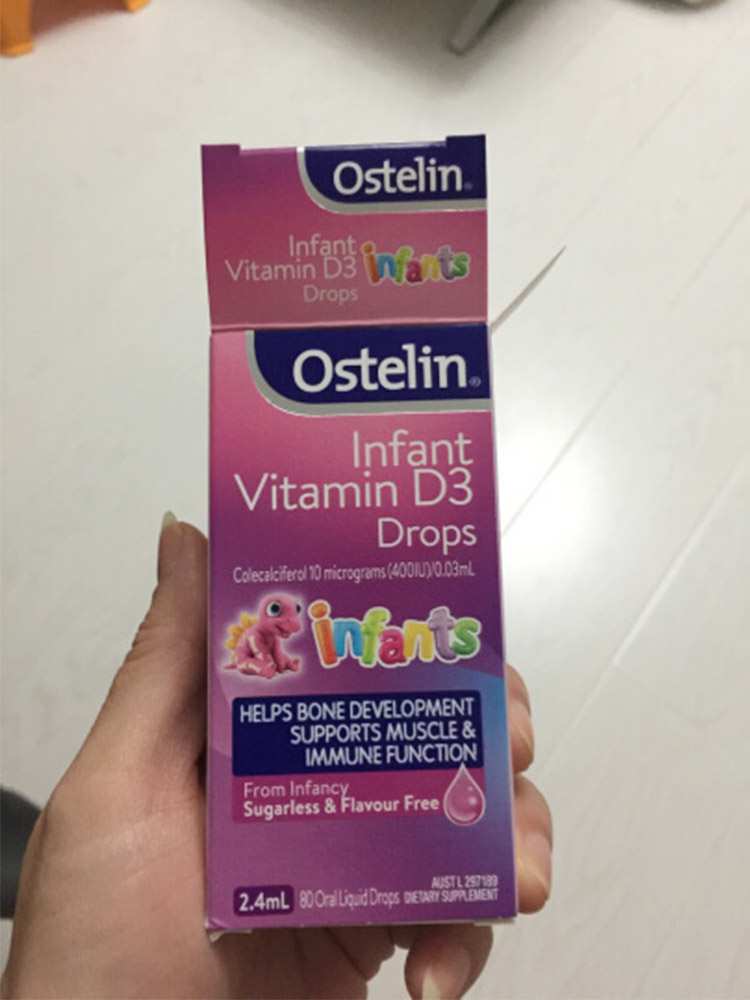 Ostelin®
Infant
Vitamin D3
Drops
infants
Ostelin®
Infant
Vitamin D3
Drops
Colecalciferol 10 micrograms (400IU)/0.03mL
infants
HELPS BONE DEVELOPMENT
SUPPORTS MUSCLE &
IMMUNE FUNCTION
From Infancy
Sugarless & Flavour Free
2.4mL
80 Oral Liquid Drops
AUST L 297189
DIETARY SUPPLEMENT